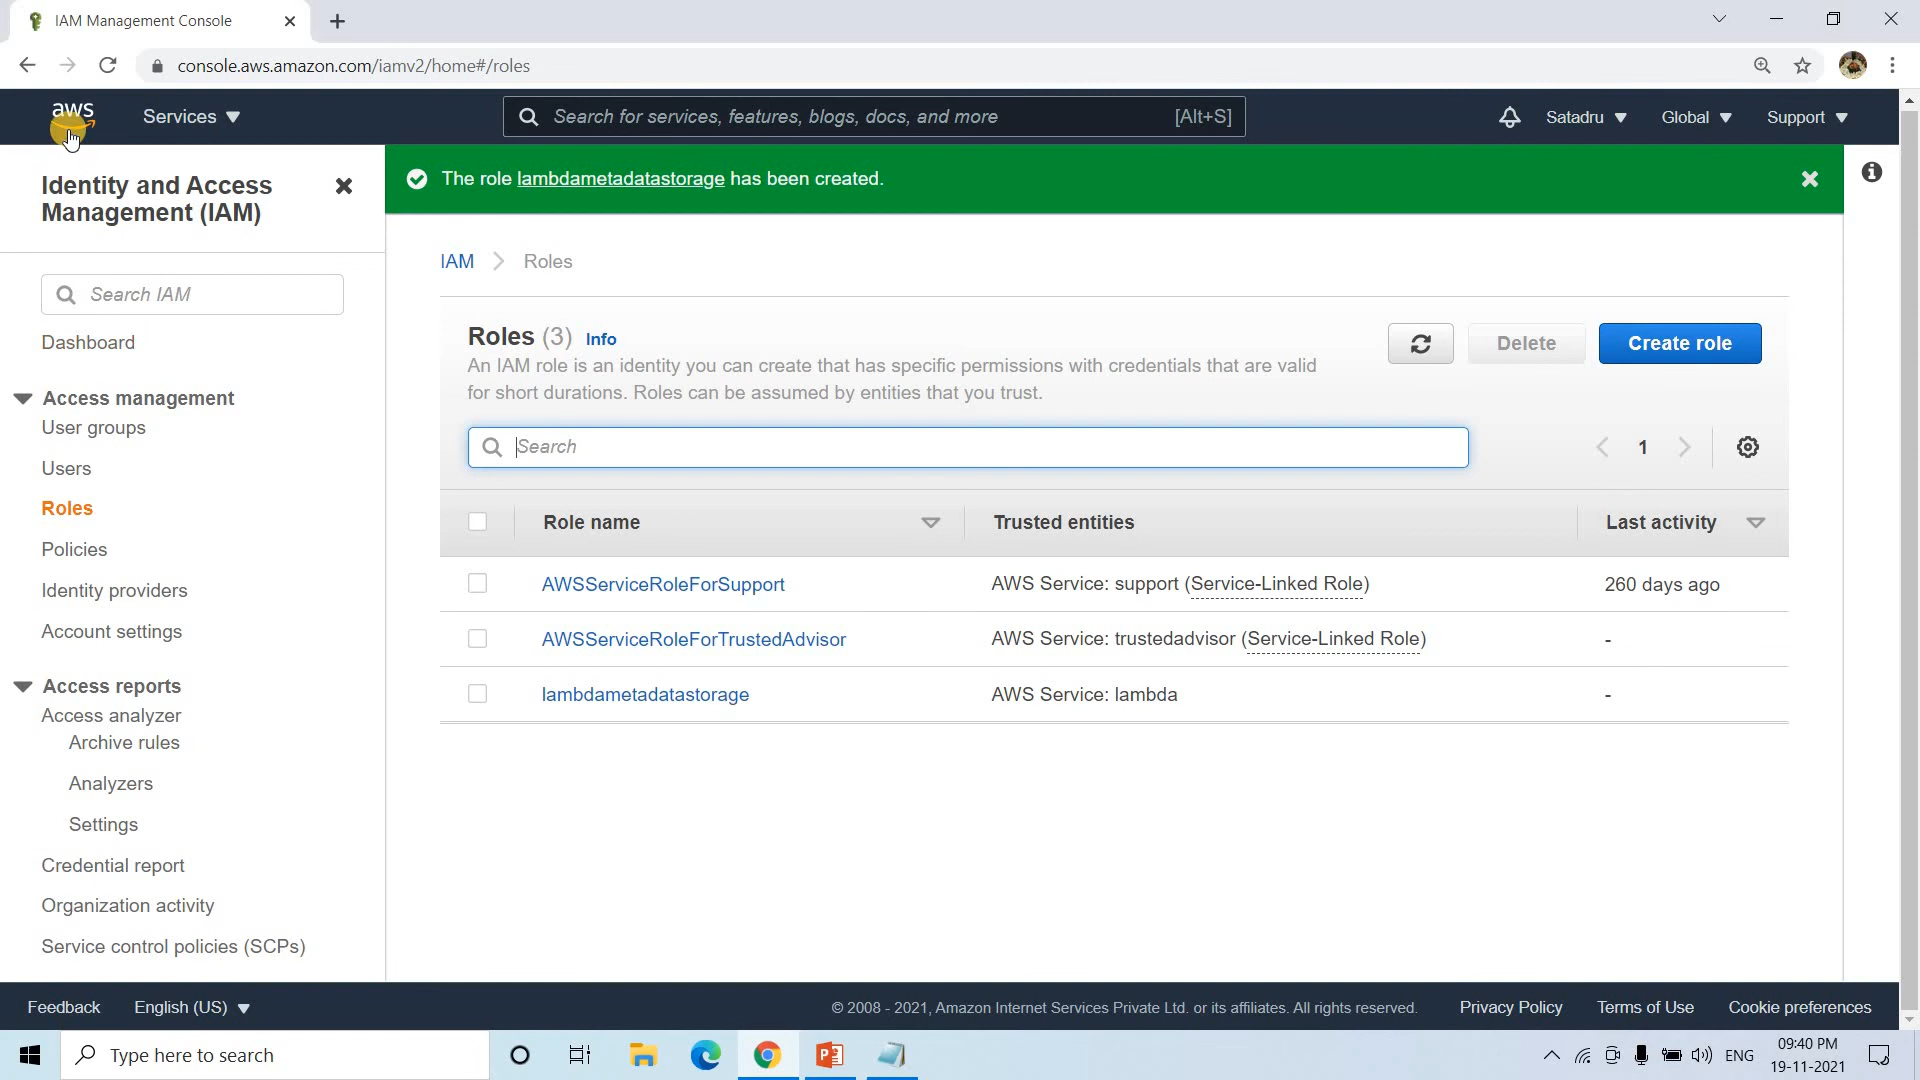 IAM Management Console
console.aws.amazon.com/iamv2/home#/roles
aws
Services
Search for services, features, blogs, docs, and more
[Alt+S]
Satadru
Global
Support
Identity and Access
Management (IAM)
Search IAM
Dashboard
Access management
User groups
Users
Roles
Policies
Identity providers
Account settings
Access reports
Access analyzer
Archive rules
Analyzers
Settings
Credential report
Organization activity
Service control policies (SCPs)
The role lambdametadatastorage has been created.
IAM
Roles
Roles (3) Info
An IAM role is an identity you can create that has specific permissions with credentials that are valid
for short durations. Roles can be assumed by entities that you trust.
Delete
Create role
Search
1
Role name Trusted entities Last activity
AWSServiceRoleForSupport AWS Service: support (Service-Linked Role) 260 days ago
AWSServiceRoleForTrustedAdvisor AWS Service: trustedadvisor (Service-Linked Role) -
lambdametadatastorage AWS Service: lambda -
Feedback
English (US)
© 2008 - 2021, Amazon Internet Services Private Ltd. or its affiliates. All rights reserved.
Privacy Policy
Terms of Use
Cookie preferences
Type here to search
ENG
09:40 PM
19-11-2021